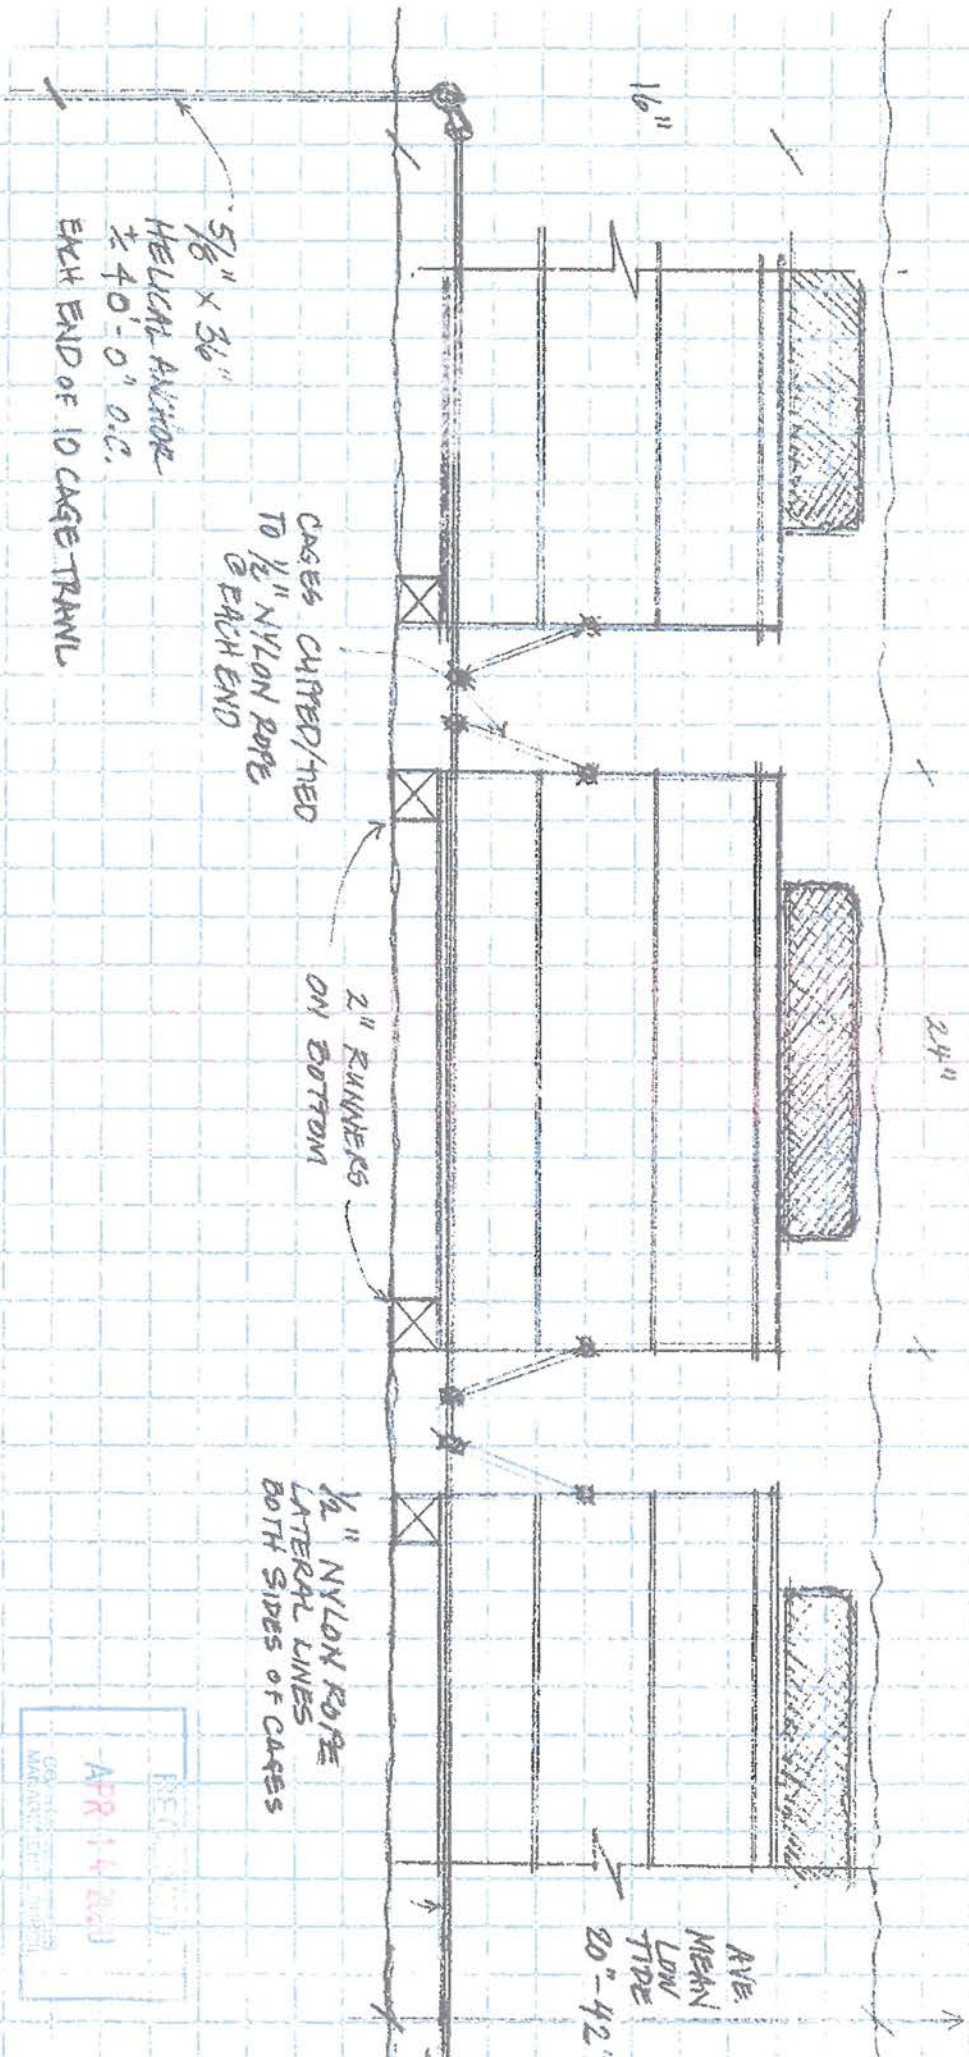 16"
24"
AVE.
MEAN
LOW
TIDE
20"-42"
5/8" x 36"
HELICAL ANCHOR
± 40'-0" O.C.
EACH END OF 10 CAGE TRAWL
CAGES CLIPPED/TIED
TO 1/2" NYLON ROPE
@ EACH END
2" RUNNERS
ON BOTTOM
1/2" NYLON ROPE
LATERAL LINES
BOTH SIDES OF CAGES
APR 14